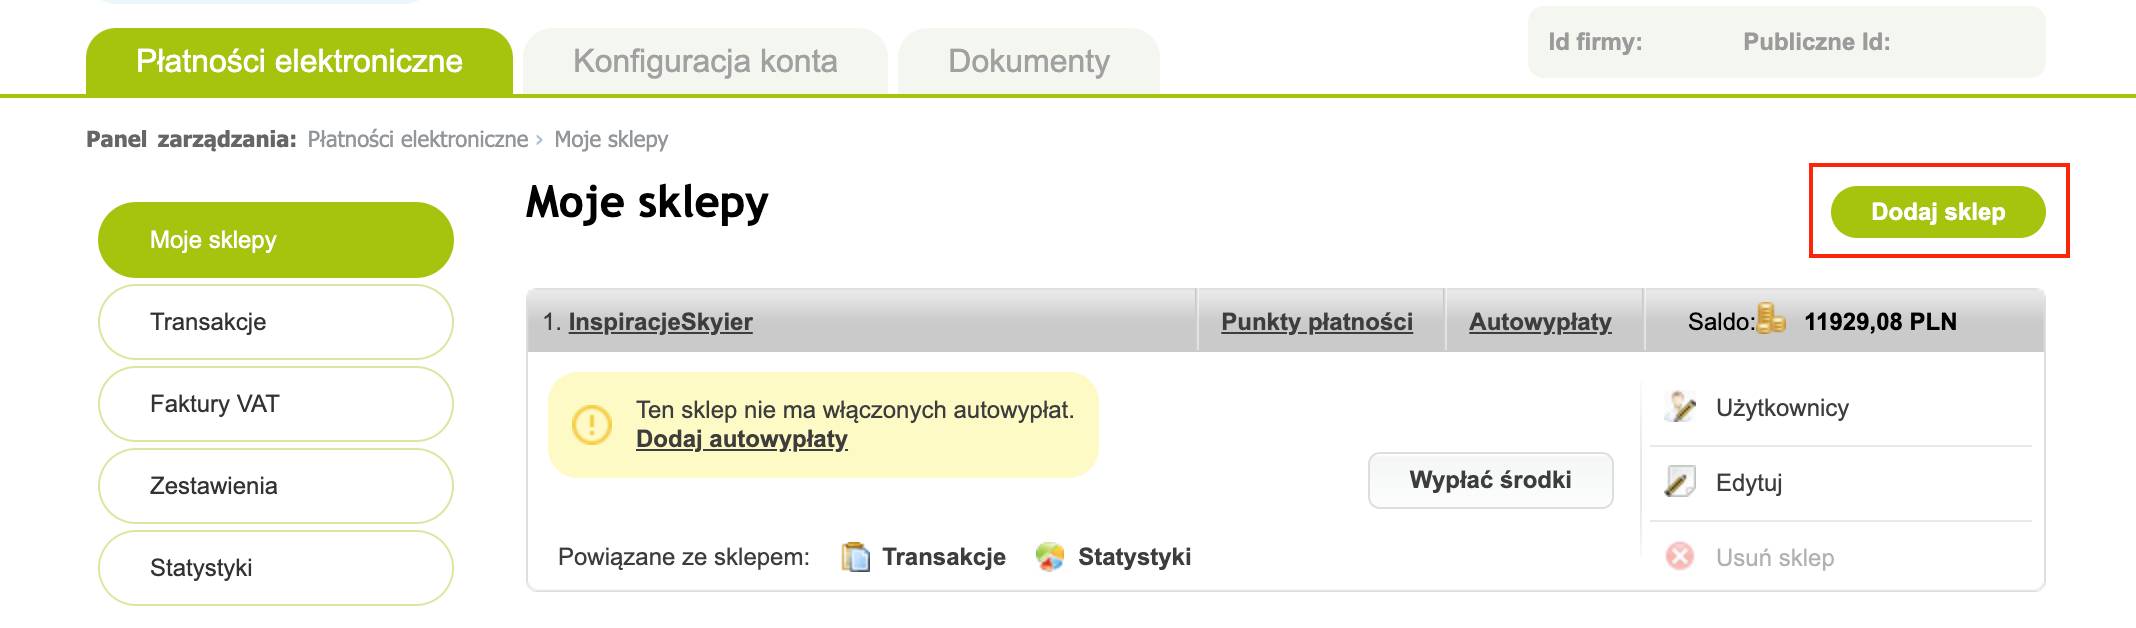 Płatności elektroniczne Konfiguracja konta Dokumenty Id firmy: Publiczne Id:
Panel zarządzania: Płatności elektroniczne › Moje sklepy
Moje sklepy
Dodaj sklep
Moje sklepy
Transakcje
Faktury VAT
Zestawienia
Statystyki
1. InspiracjeSkyier Punkty płatności Autowypłaty Saldo: 11929,08 PLN
Ten sklep nie ma włączonych autowypłat.
Dodaj autowypłaty
Wypłać środki
Użytkownicy
Edytuj
Usuń sklep
Powiązane ze sklepem: Transakcje Statystyki